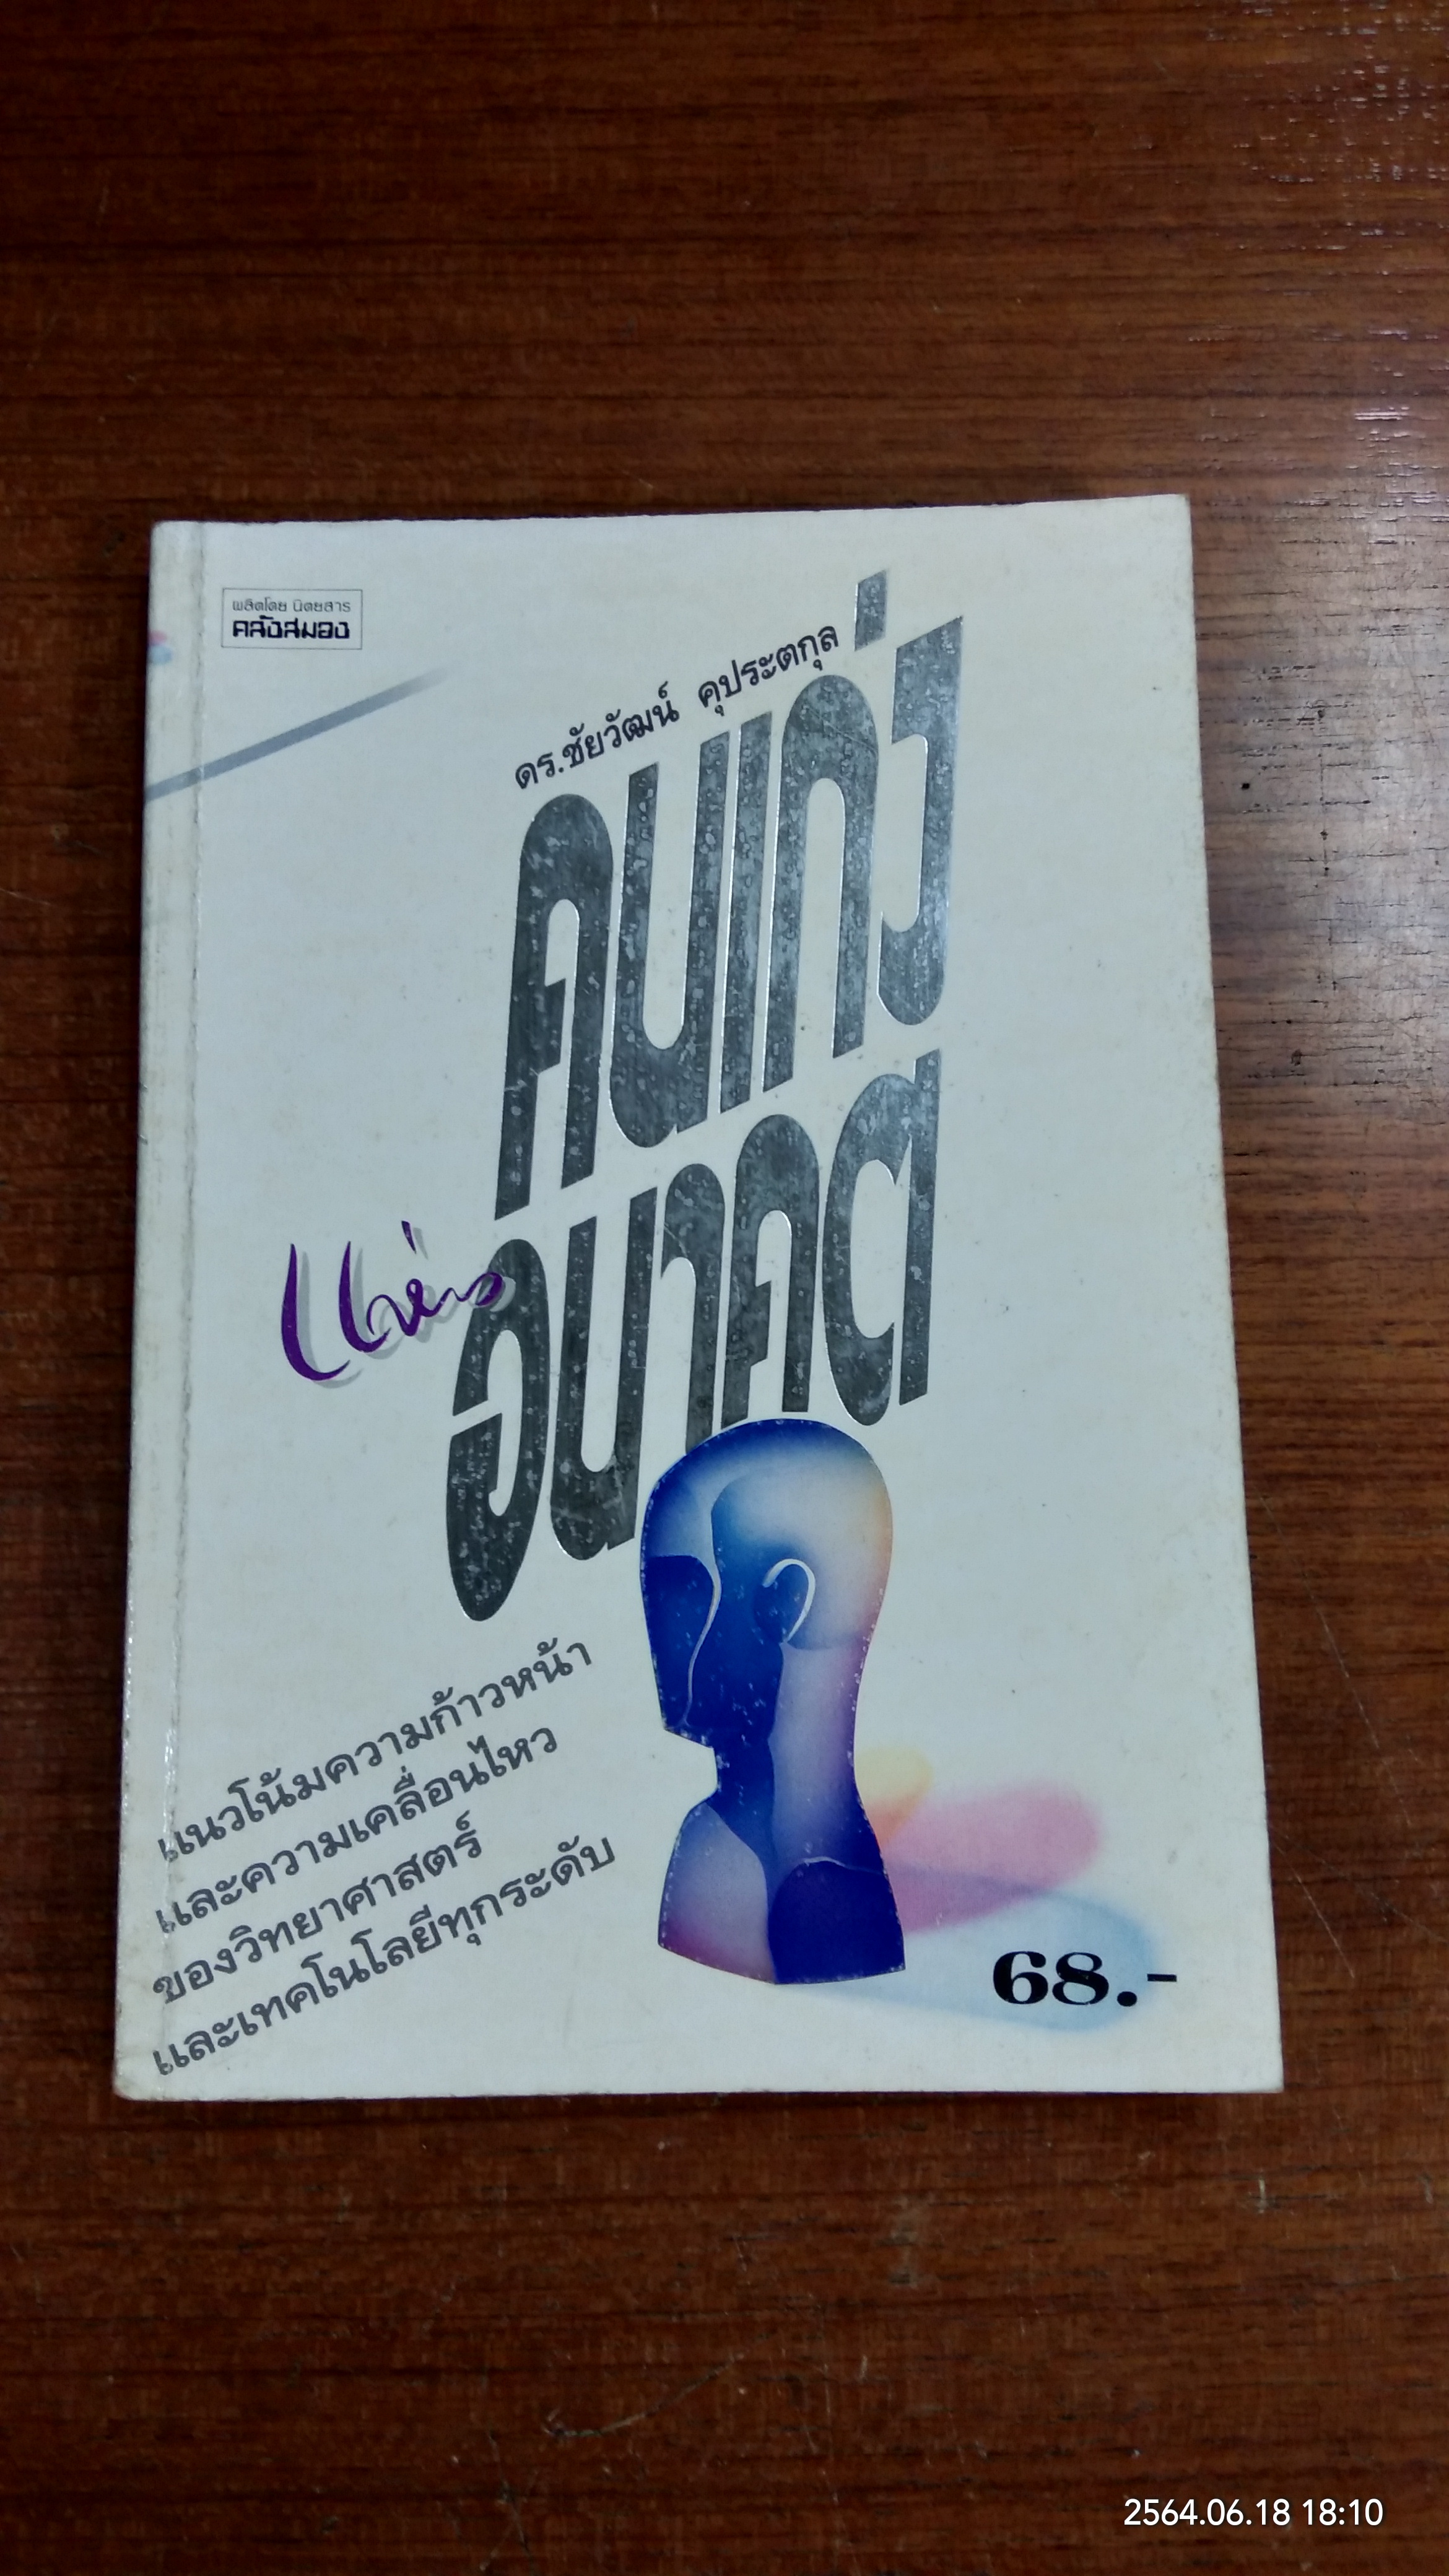 ผลิตโดย นิตยสาร
คลังสมอง
ดร.ชัยวัฒน์ คุประตกุล
คนเก่ง
แห่ง
อนาคต
แนวโน้มความก้าวหน้า
และความเคลื่อนไหว
ของวิทยาศาสตร์
และเทคโนโลยีทุกระดับ
68.-
2564.06.18 18:10